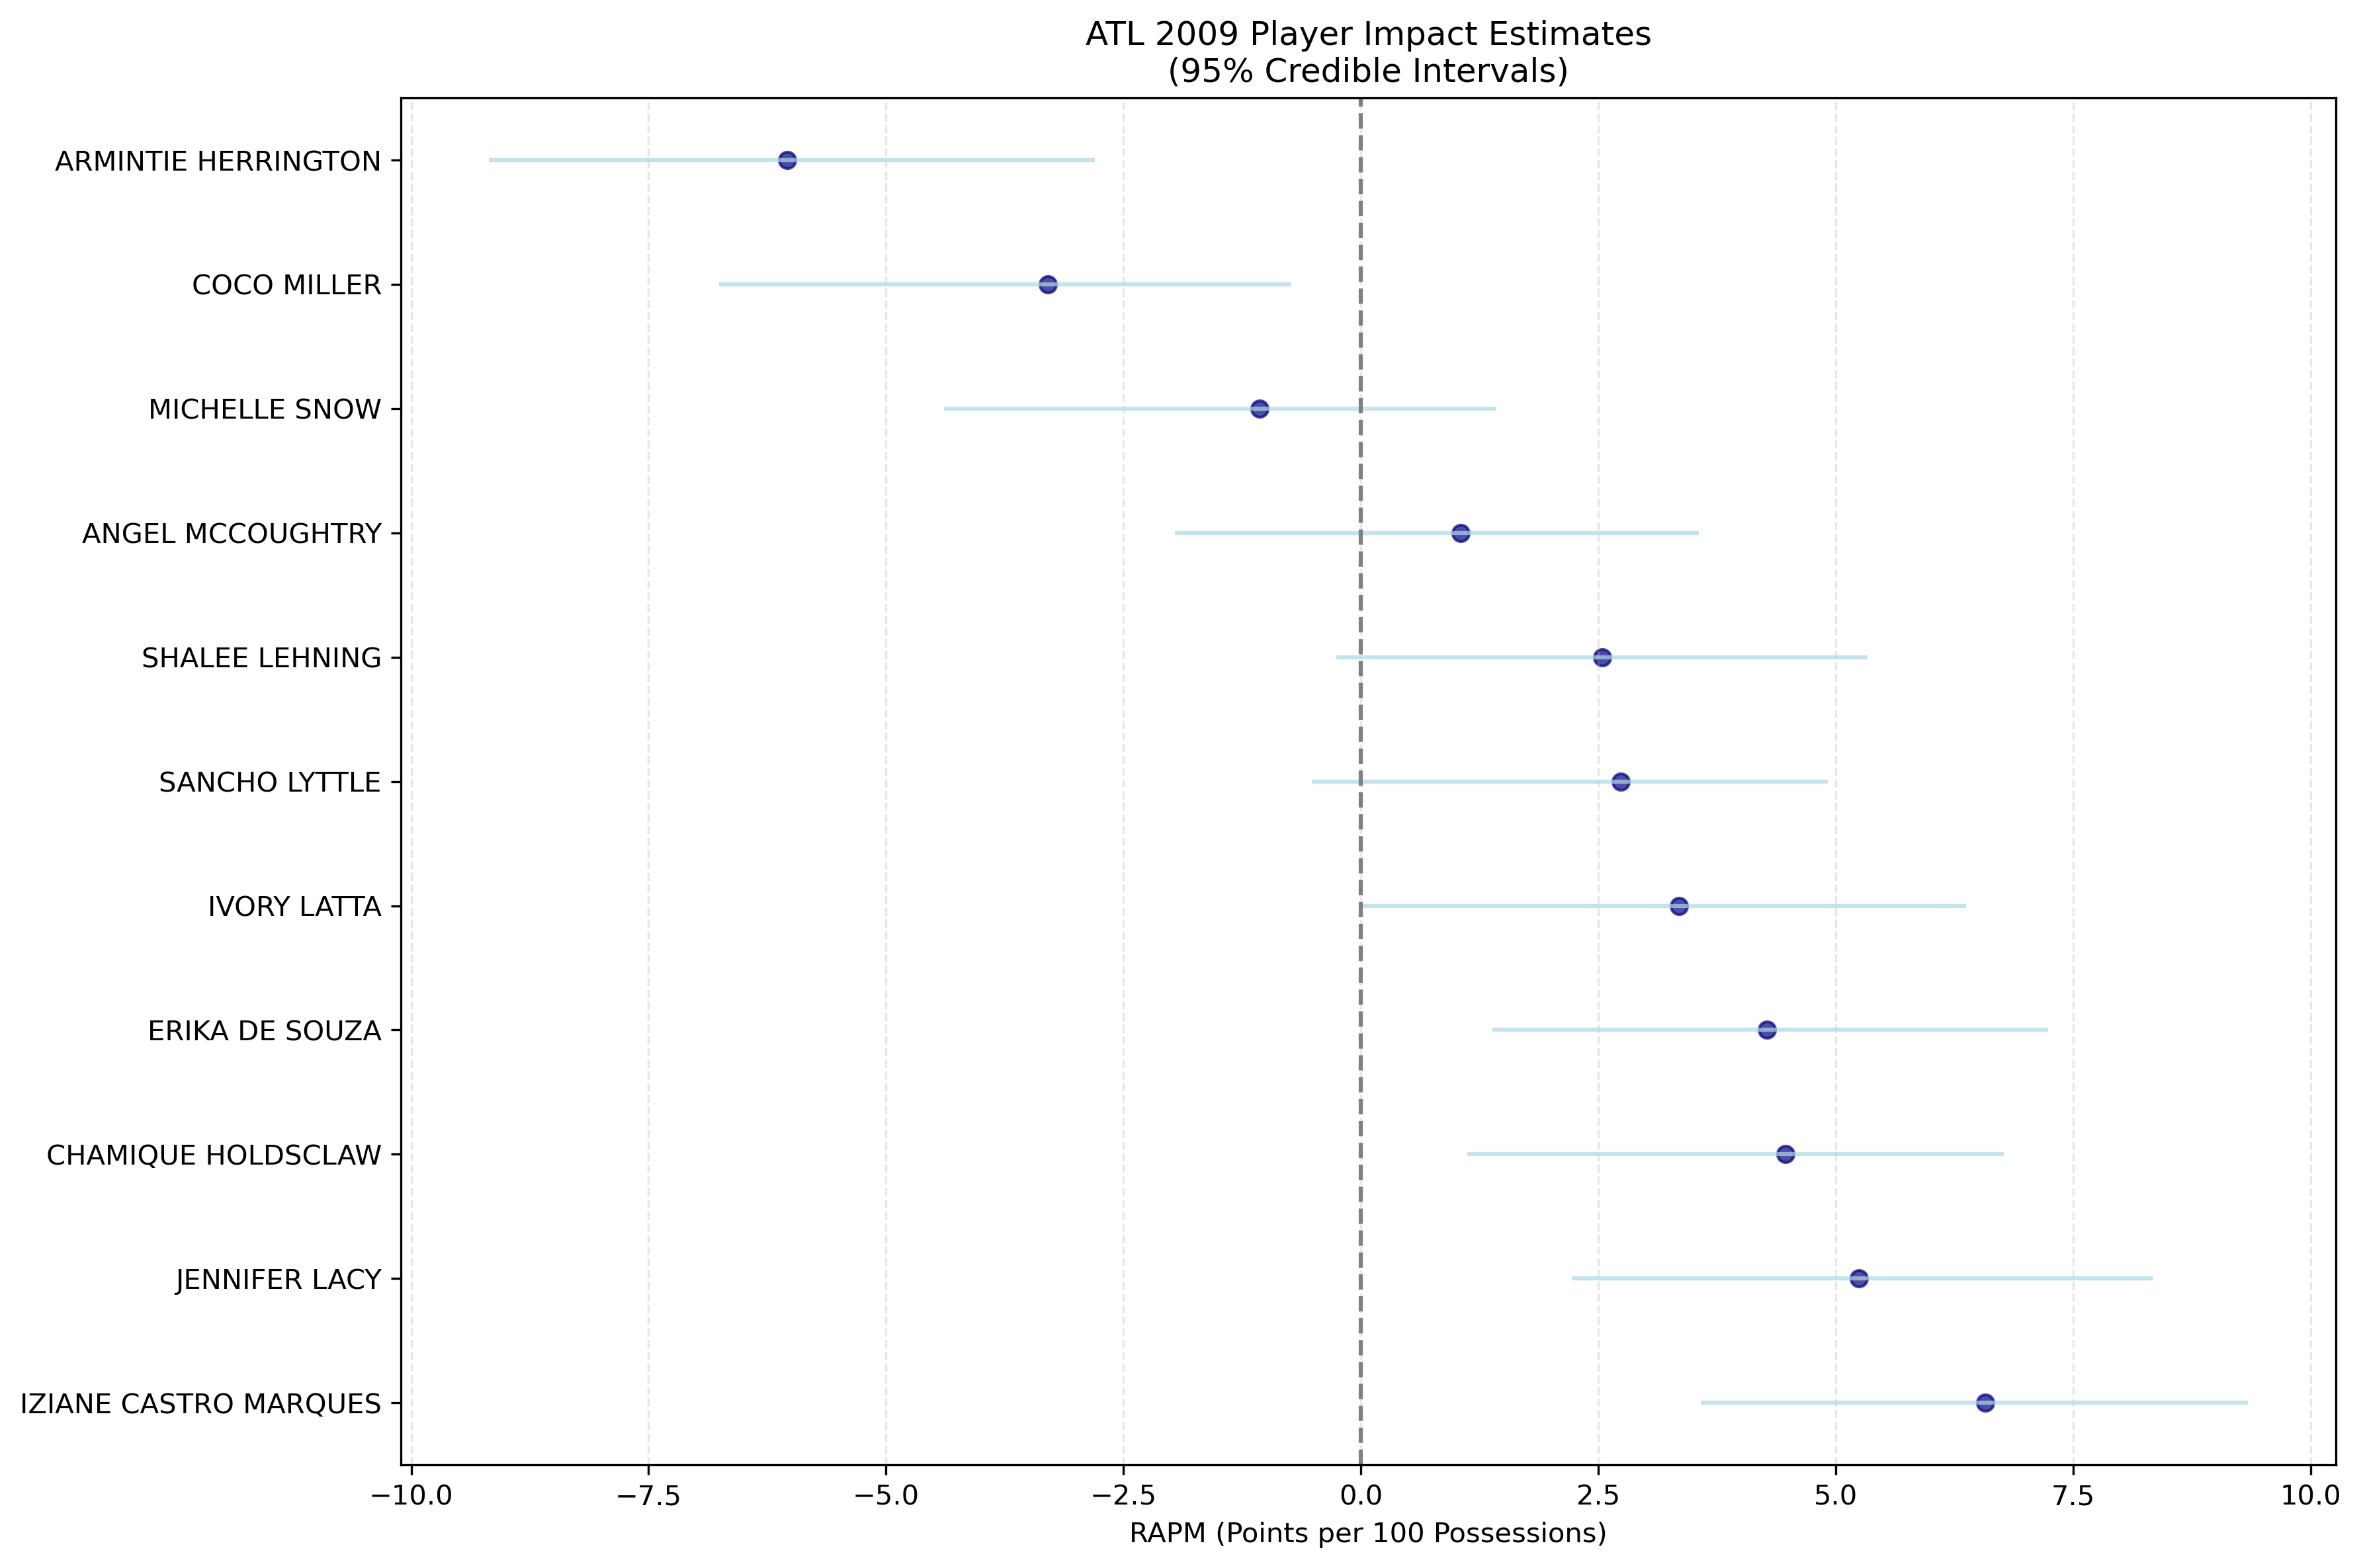 ATL 2009 Player Impact Estimates
(95% Credible Intervals)
ARMINTIE HERRINGTON
COCO MILLER
MICHELLE SNOW
ANGEL MCCOUGHTRY
SHALEE LEHNING
SANCHO LYTTLE
IVORY LATTA
ERIKA DE SOUZA
CHAMIQUE HOLDSCLAW
JENNIFER LACY
IZIANE CASTRO MARQUES
−10.0 −7.5 −5.0 −2.5 0.0 2.5 5.0 7.5 10.0
RAPM (Points per 100 Possessions)